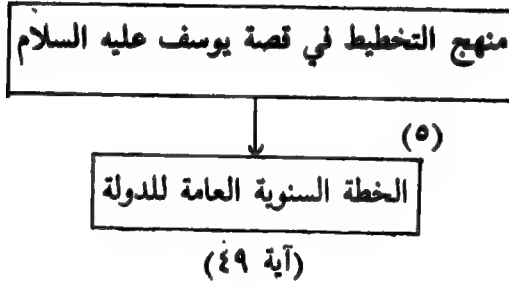 منهج التخطيط في قصة يوسف عليه السلام
(٥)
الخطة السنوية العامة للدولة
(آية ٤٩)